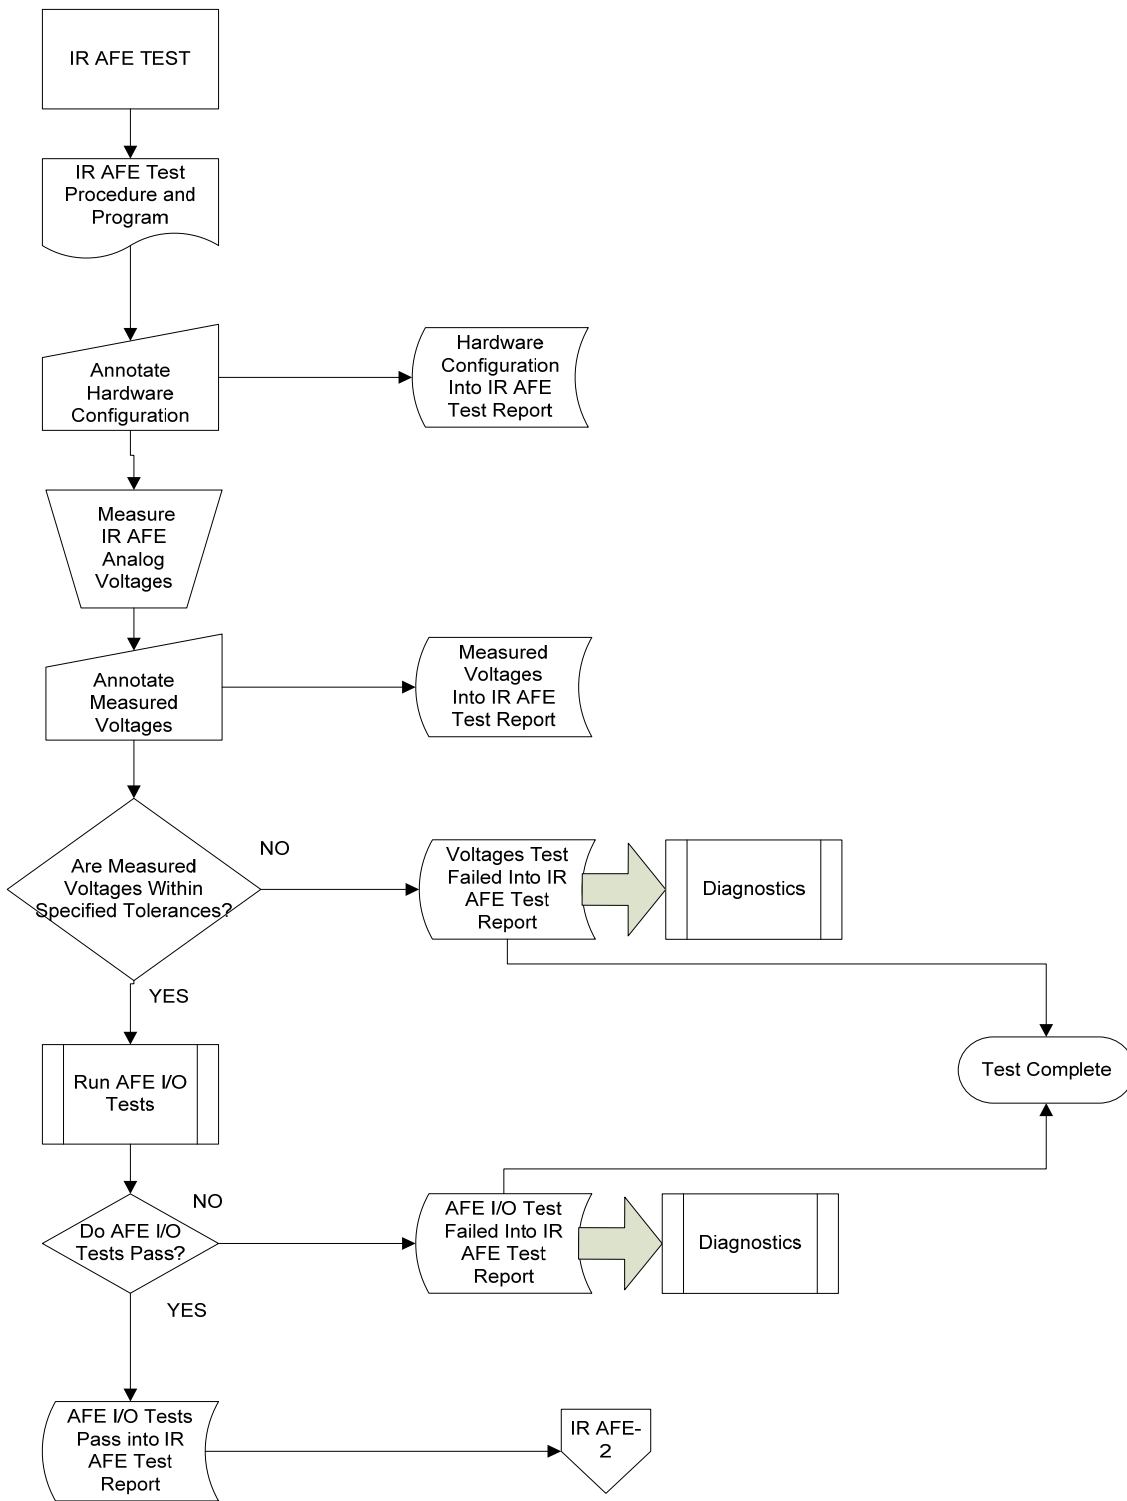 IR AFE TEST
IR AFE Test
Procedure and
Program
Annotate
Hardware
Configuration
Hardware
Configuration
Into IR AFE
Test Report
Measure
IR AFE
Analog
Voltages
Annotate
Measured
Voltages
Measured
Voltages
Into IR AFE
Test Report
Are Measured
Voltages Within
Specified Tolerances?
NO
Voltages Test
Failed Into IR
AFE Test
Report
Diagnostics
YES
Test Complete
Run AFE I/O
Tests
Do AFE I/O
Tests Pass?
NO
AFE I/O Test
Failed Into IR
AFE Test
Report
Diagnostics
YES
AFE I/O Tests
Pass into IR
AFE Test
Report
IR AFE-
2